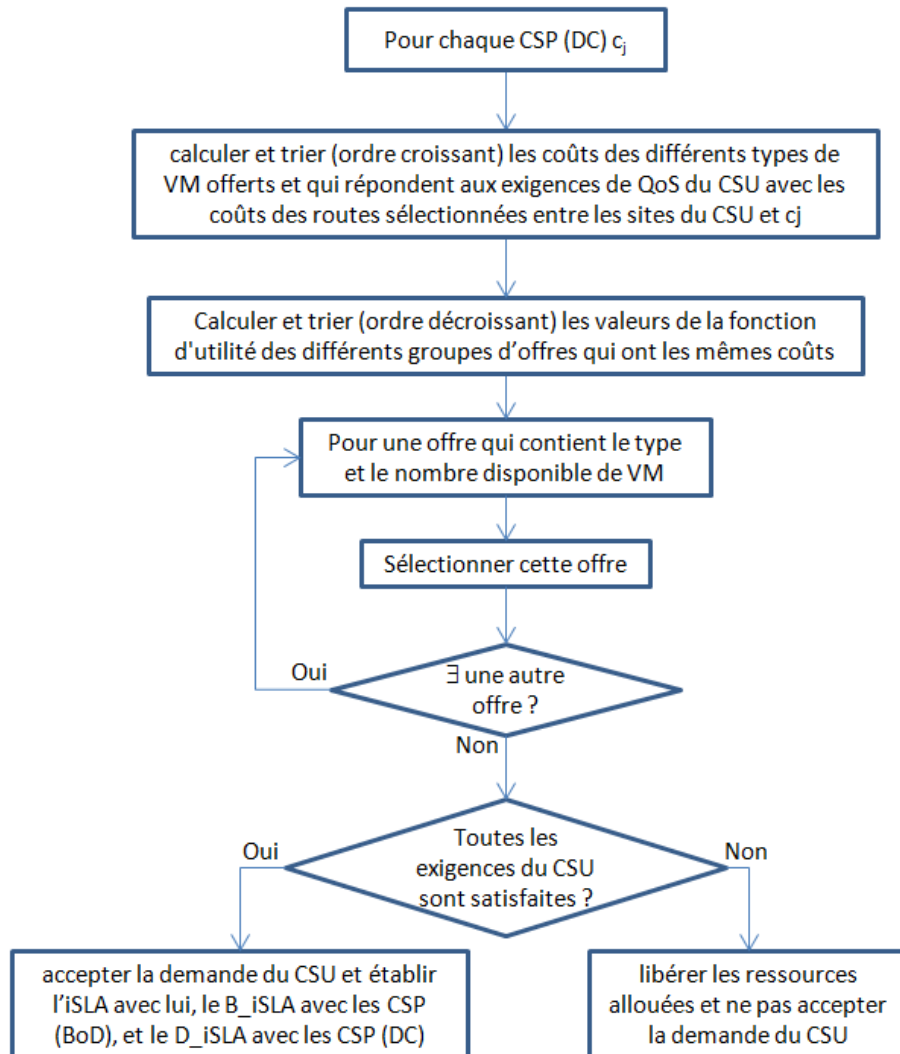 Pour chaque CSP (DC) cj
calculer et trier (ordre croissant) les coûts des différents types de
VM offerts et qui répondent aux exigences de QoS du CSU avec les
coûts des routes sélectionnées entre les sites du CSU et cj
Calculer et trier (ordre décroissant) les valeurs de la fonction
d'utilité des différents groupes d’offres qui ont les mêmes coûts
Pour une offre qui contient le type
et le nombre disponible de VM
Sélectionner cette offre
Oui
∃ une autre
offre ?
Non
Oui
Toutes les
exigences du CSU
sont satisfaites ?
Non
accepter la demande du CSU et établir
l’iSLA avec lui, le B_iSLA avec les CSP
(BoD), et le D_iSLA avec les CSP (DC)
libérer les ressources
allouées et ne pas accepter
la demande du CSU